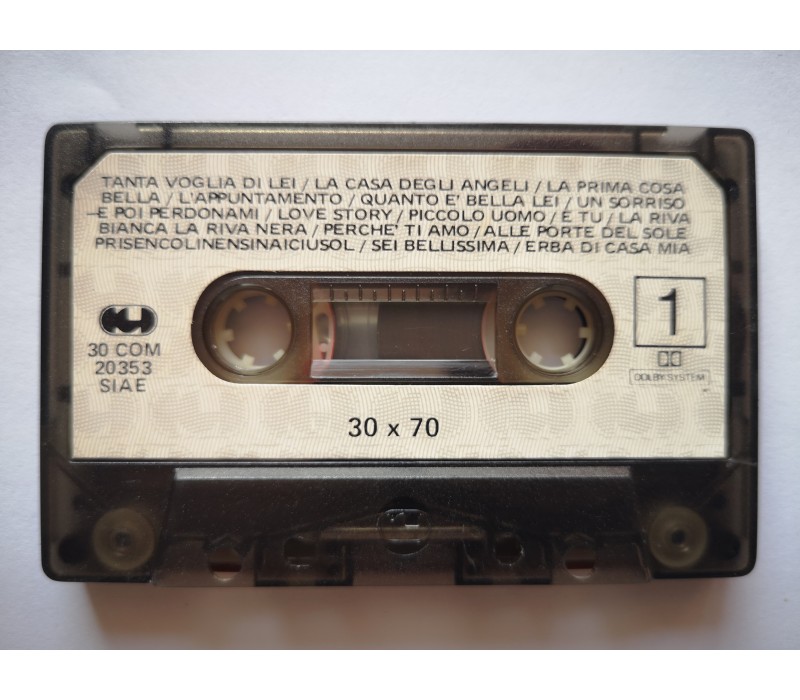 TANTA VOGLIA DI LEI / LA CASA DEGLI ANGELI / LA PRIMA COSA
BELLA / L'APPUNTAMENTO / QUANTO E' BELLA LEI / UN SORRISO
E POI PERDONAMI / LOVE STORY / PICCOLO UOMO / E TU / LA RIVA
BIANCA LA RIVA NERA / PERCHE' TI AMO / ALLE PORTE DEL SOLE
PRISENCOLINENSINAICIUSOL / SEI BELLISSIMA / ERBA DI CASA MIA
30 COM
20353
SIAE
1
DOLBY SYSTEM
30 x 70